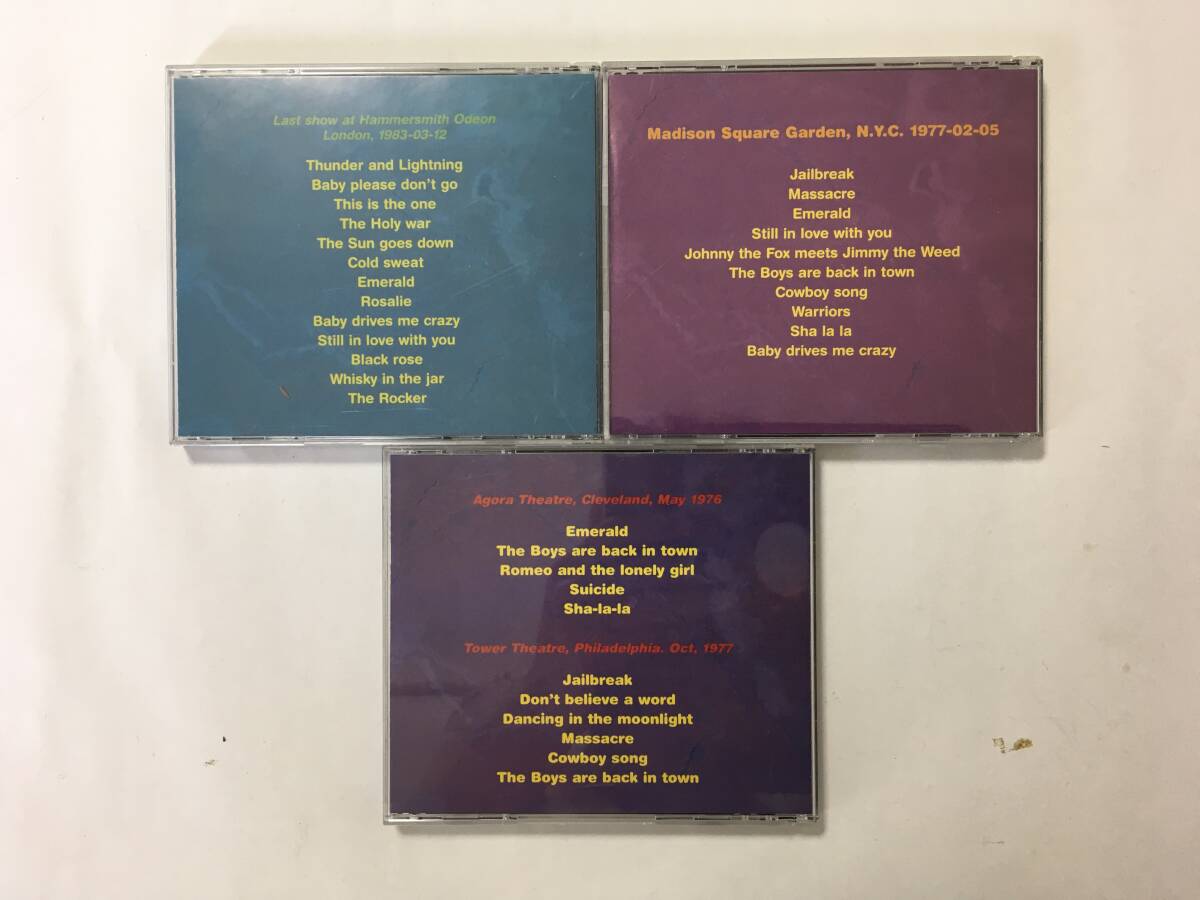 Last show at Hammersmith Odeon
London, 1983-03-12
Thunder and Lightning
Baby please don't go
This is the one
The Holy war
The Sun goes down
Cold sweat
Emerald
Rosalie
Baby drives me crazy
Still in love with you
Black rose
Whisky in the jar
The Rocker
Madison Square Garden, N.Y.C. 1977-02-05
Jailbreak
Massacre
Emerald
Still in love with you
Johnny the Fox meets Jimmy the Weed
The Boys are back in town
Cowboy song
Warriors
Sha la la
Baby drives me crazy
Agora Theatre, Cleveland, May 1976
Emerald
The Boys are back in town
Romeo and the lonely girl
Suicide
Sha-la-la
Tower Theatre, Philadelphia. Oct, 1977
Jailbreak
Don't believe a word
Dancing in the moonlight
Massacre
Cowboy song
The Boys are back in town